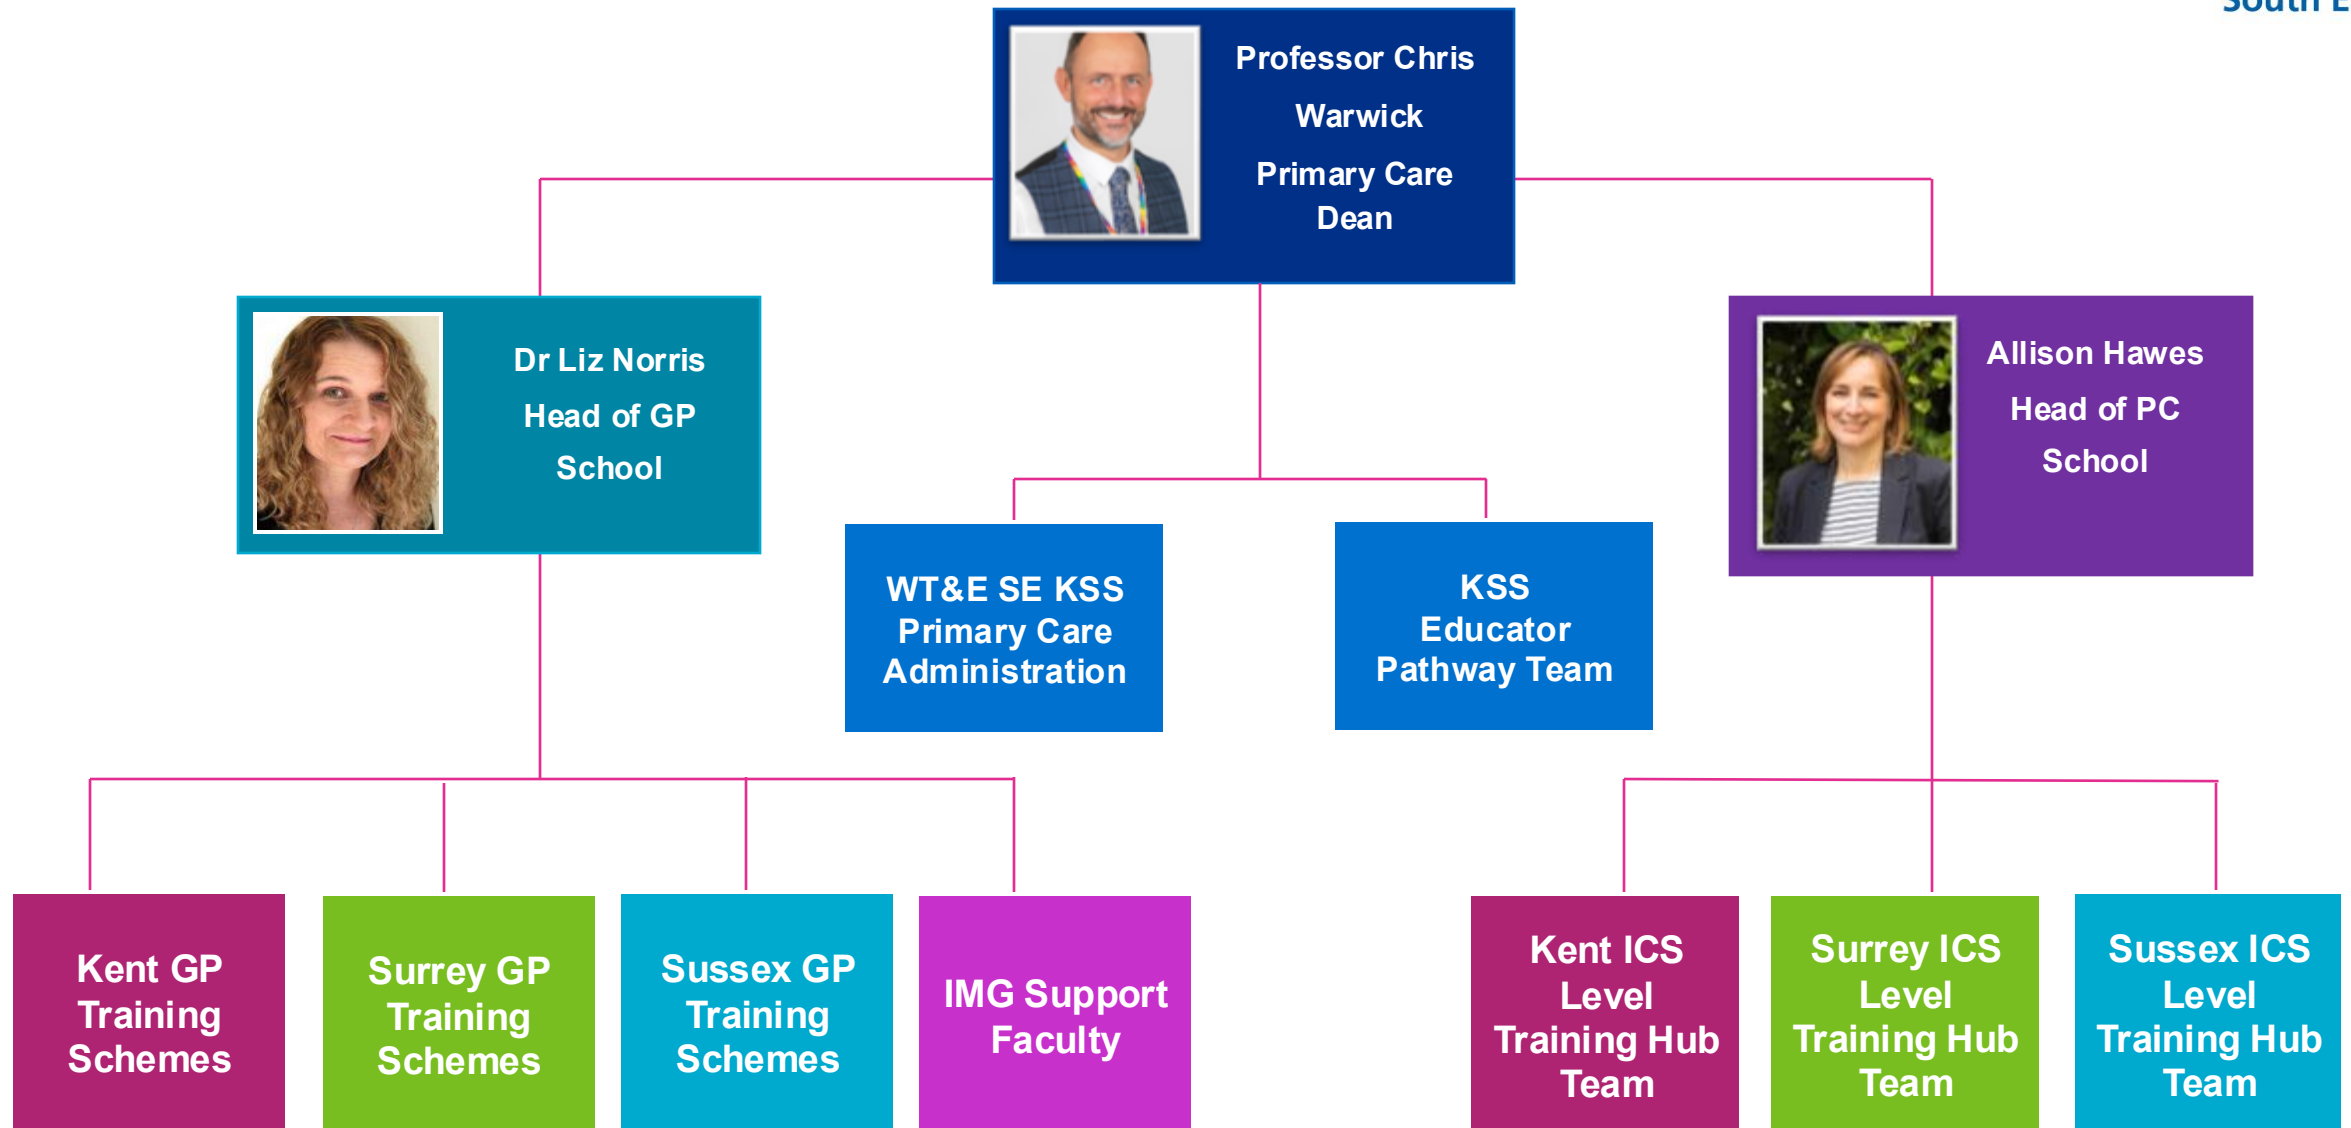 South E
Professor Chris
Warwick
Primary Care
Dean
Dr Liz Norris
Head of GP
School
Allison Hawes
Head of PC
School
WT&E SE KSS
Primary Care
Administration
KSS
Educator
Pathway Team
Kent GP
Training
Schemes
Surrey GP
Training
Schemes
Sussex GP
Training
Schemes
IMG Support
Faculty
Kent ICS
Level
Training Hub
Team
Surrey ICS
Level
Training Hub
Team
Sussex ICS
Level
Training Hub
Team